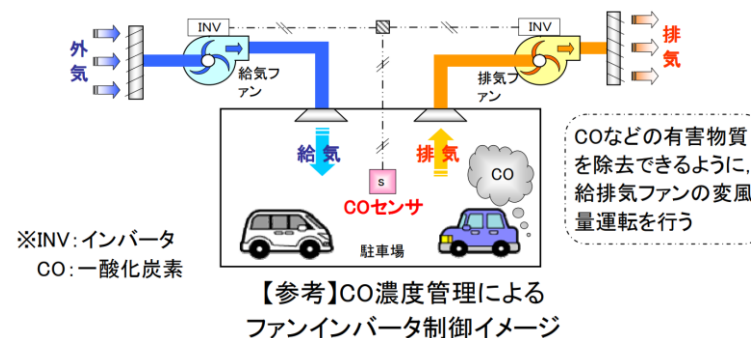 INV
INV
外気
排気
給気ファン
排気ファン
給気
排気
S
COセンサ
CO
駐車場
COなどの有害物質
を除去できるように,
給排気ファンの変風
量運転を行う
※INV:インバータ
CO:一酸化炭素
【参考】CO濃度管理による
ファンインバータ制御イメージ